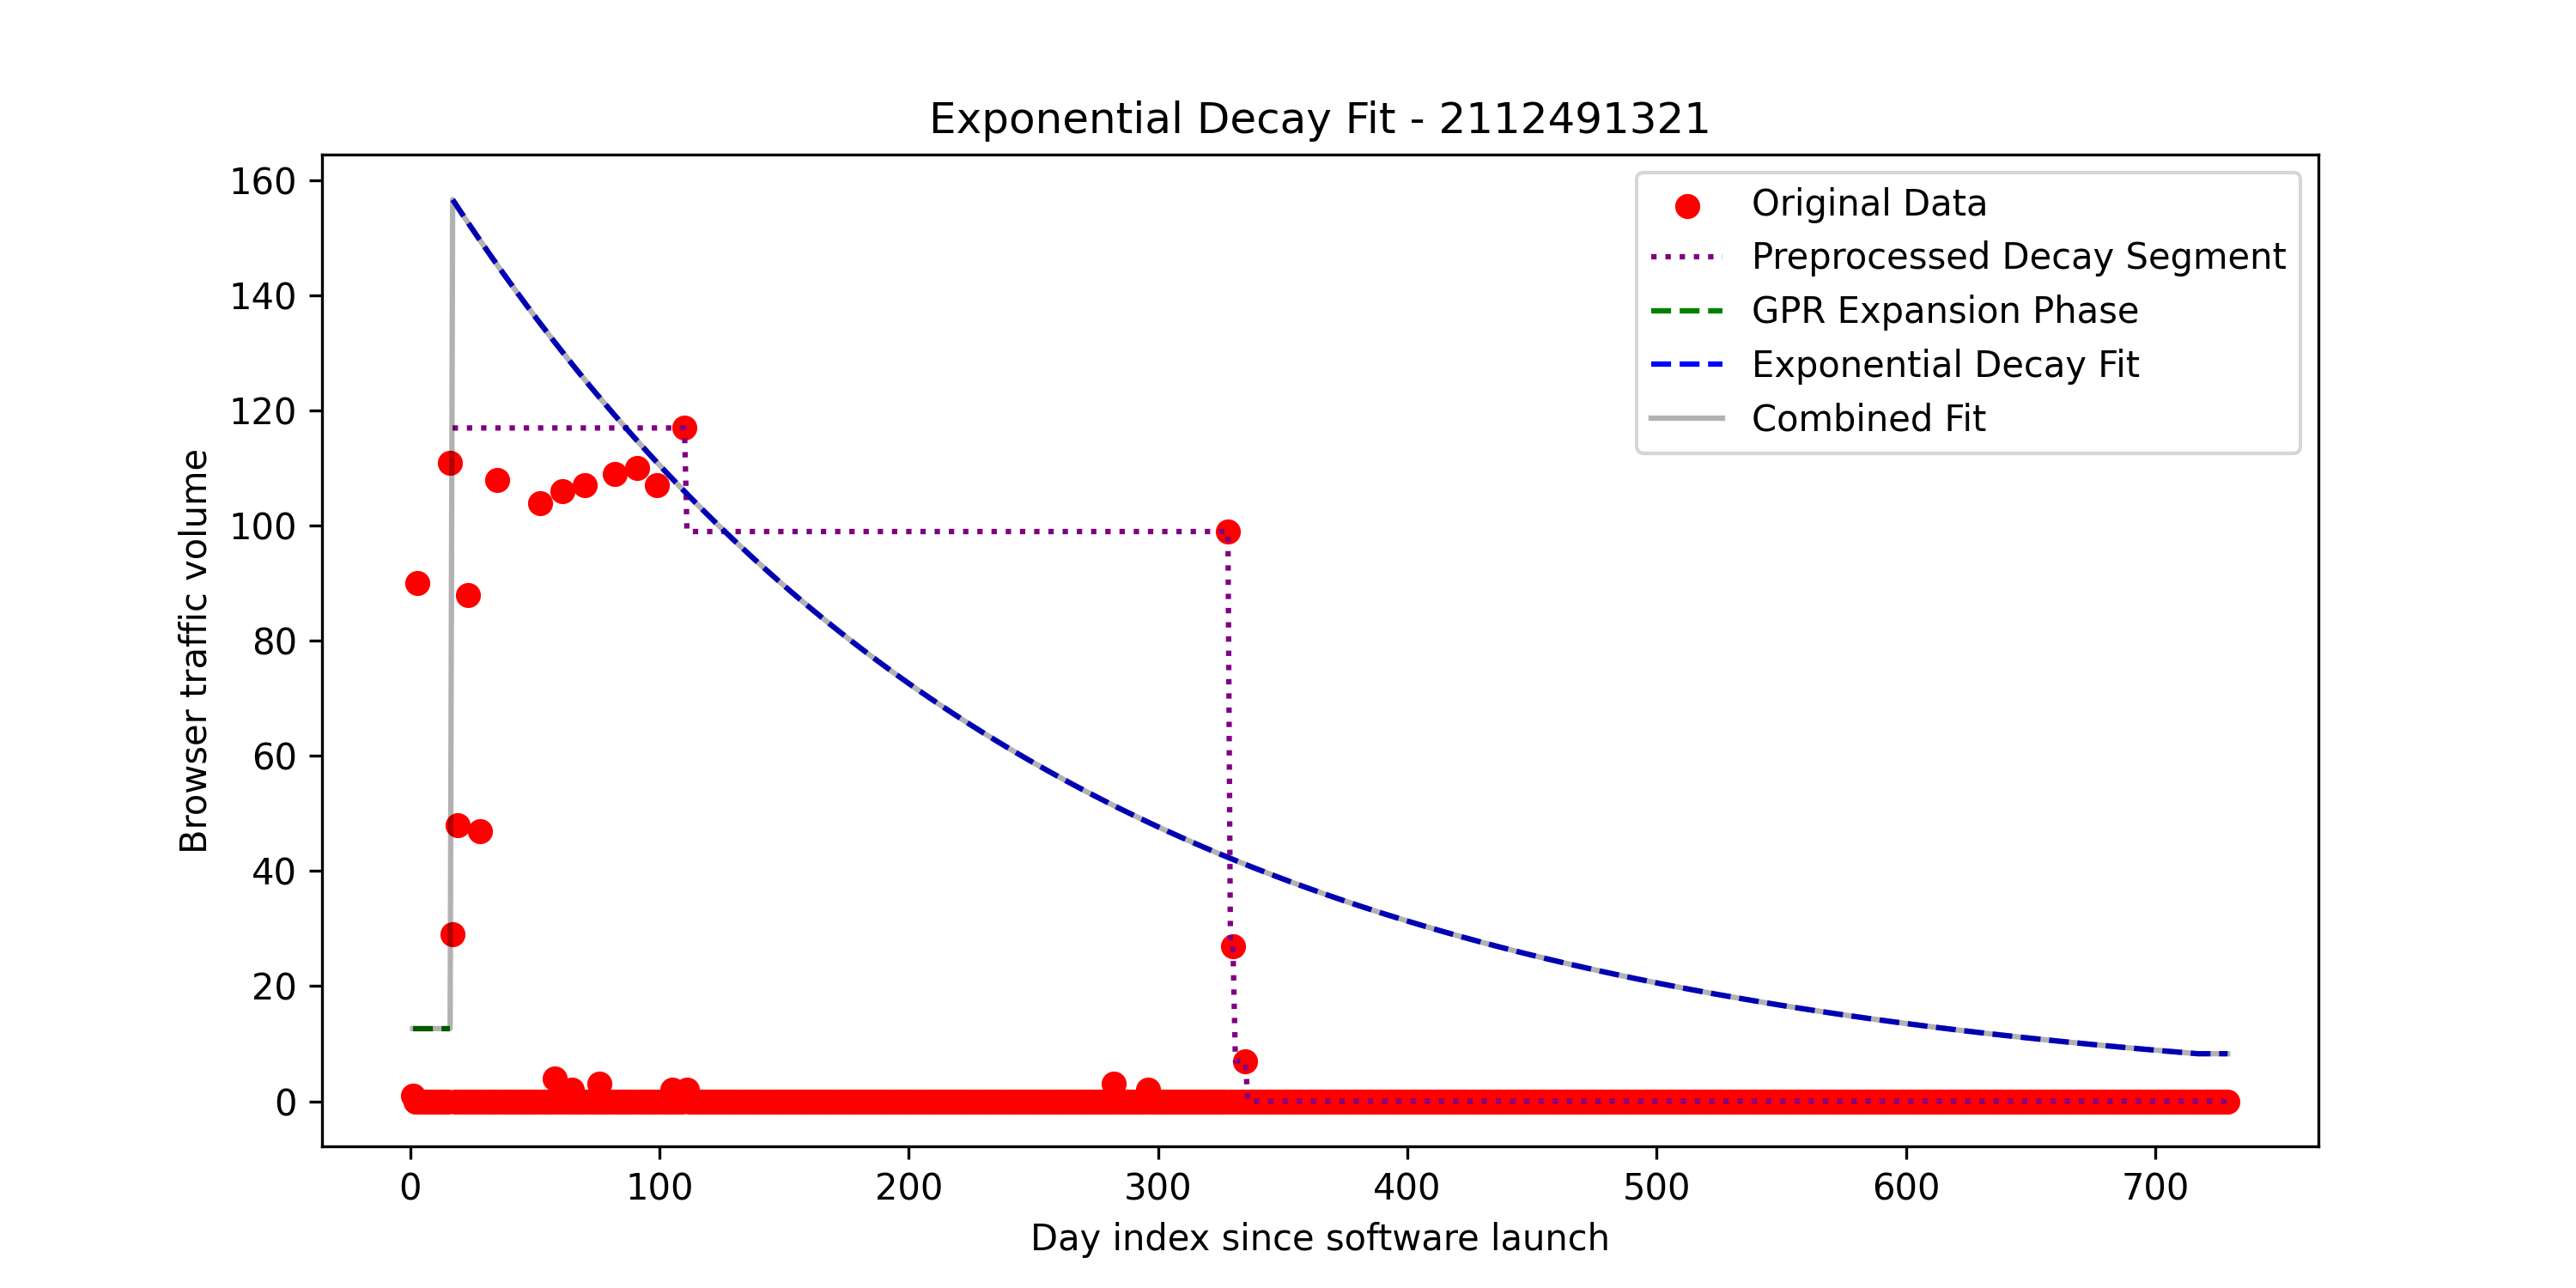 Exponential Decay Fit - 2112491321
Original Data
Preprocessed Decay Segment
GPR Expansion Phase
Exponential Decay Fit
Combined Fit
Browser traffic volume
160
140
120
100
80
60
40
20
0
0 100 200 300 400 500 600 700
Day index since software launch